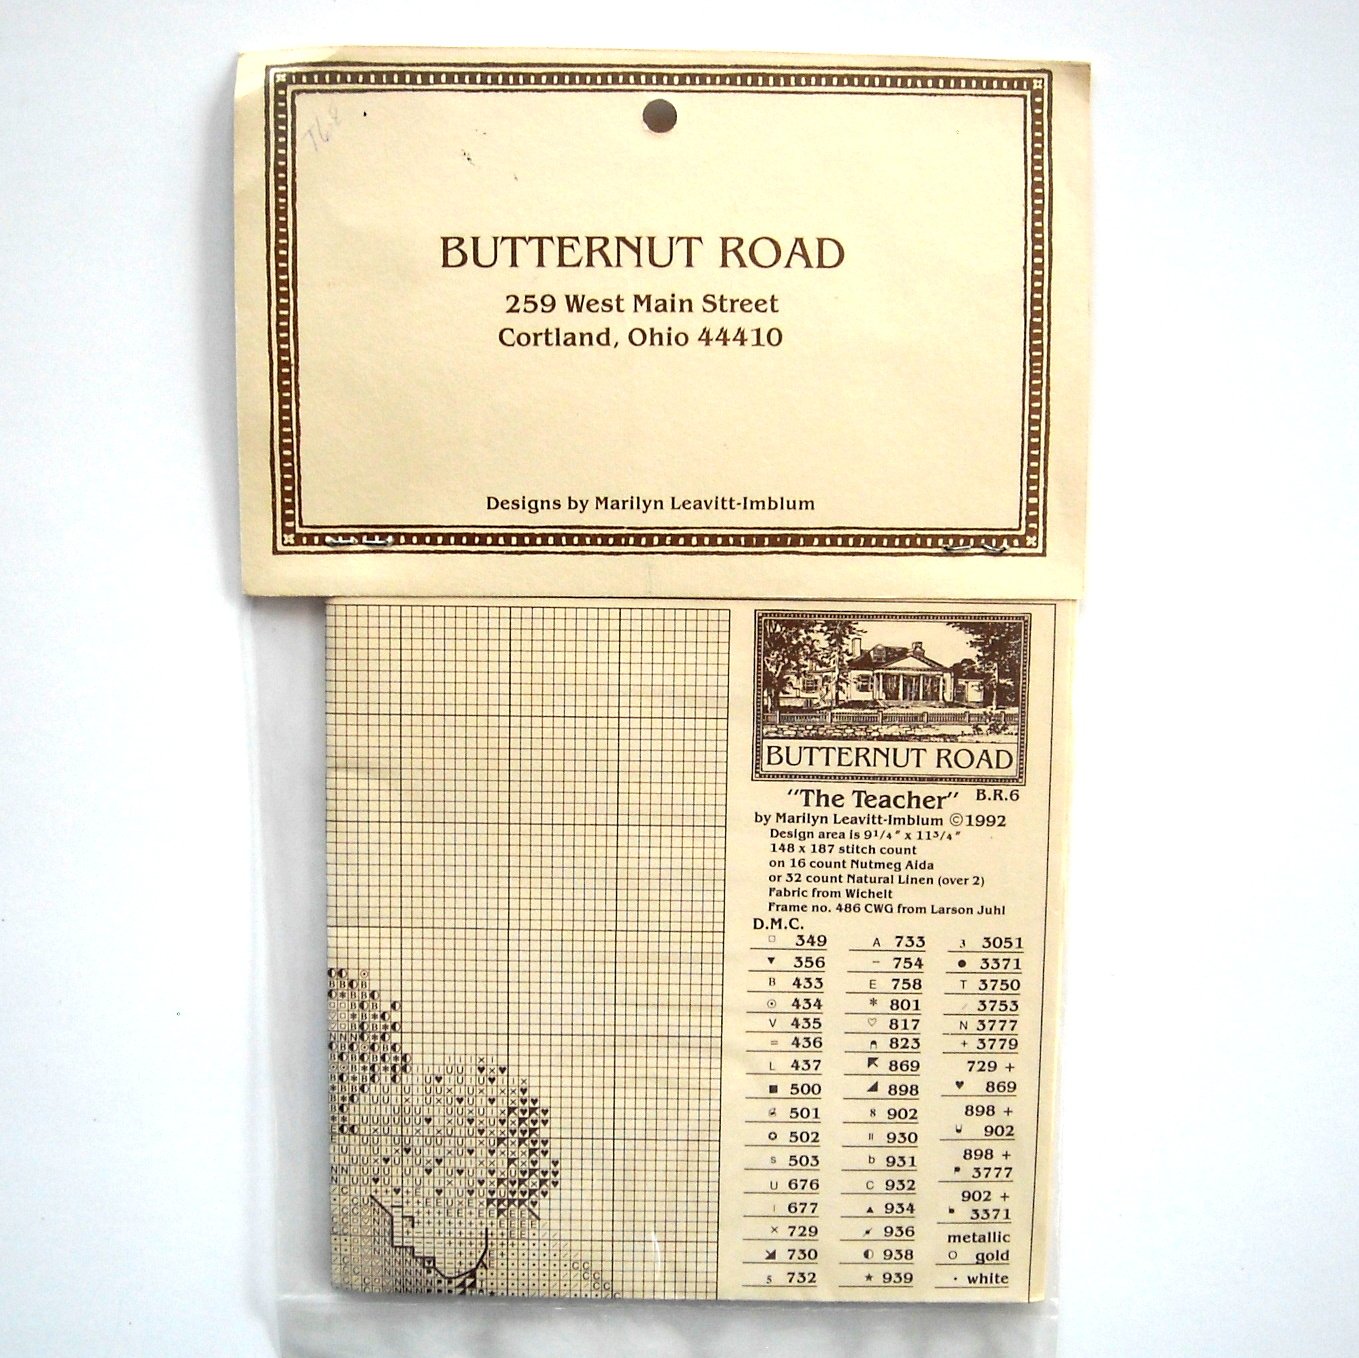 T68
BUTTERNUT ROAD
259 West Main Street
Cortland, Ohio 44410
Designs by Marilyn Leavitt-Imblum
BUTTERNUT ROAD
"The Teacher" B.R.6
by Marilyn Leavitt-Imblum ©1992
Design area is 9 1/4" x 11 3/4"
148 x 187 stitch count
on 16 count Nutmeg Aida
or 32 count Natural Linen (over 2)
Fabric from Wichelt
Frame no. 486 CWG from Larson Juhl
D.M.C.
□ 349
▼ 356
B 433
⊙ 434
V 435
= 436
L 437
■ 500
501
✪ 502
S 503
U 676
I 677
× 729
◪ 730
5 732
A 733
– 754
E 758
* 801
♡ 817
823
◤ 869
◢ 898
8 902
II 930
b 931
C 932
▲ 934
936
◐ 938
★ 939
3 3051
● 3371
T 3750
/ 3753
N 3777
+ 3779
729 +
♥ 869
898 +
902
898 +
3777
902 +
3371
metallic
O gold
· white